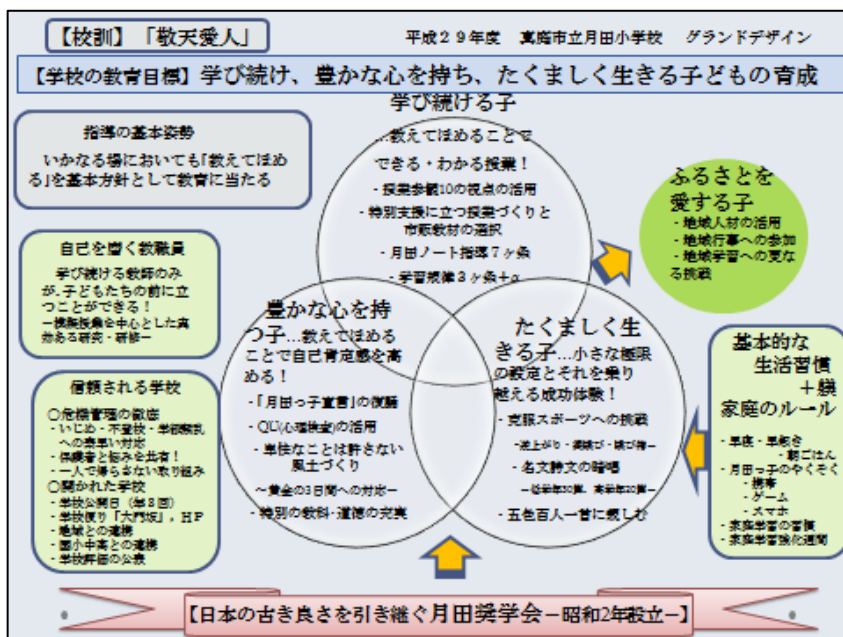 【校訓】「敬天愛人」
平成29年度 真庭市立月田小学校 グランドデザイン
【学校の教育目標】学び続け、豊かな心を持ち、たくましく生きる子どもの育成
指導の基本姿勢
いかなる場においても「教えてほめ
る」を基本方針として教育に当たる
自己を磨く教職員
学び続ける教師のみ
が、子どもたちの前に立
つことができる!
−模擬授業を中心とした実
効ある研究・研修−
信頼される学校
○危機管理の徹底
・いじめ・不登校・学級崩壊
への素早い対応
・保護者と悩みを共有!
・一人で帰らさない取り組み
○開かれた学校
・学校公開日(年8回)
・学校便り「大門坂」,HP
・地域との連携
・園小中高との連携
・学校評価の公表
学び続ける子
…教えてほめることで
できる・わかる授業!
・授業参観10の視点の活用
・特別支援に立つ授業づくりと
市販教材の選択
・月田ノート指導7ヶ条
・学習規律3ヶ条+α
豊かな心を持
つ子…教えてほめる
ことで自己肯定感を高
める!
・「月田っ子宣言」の復誦
・QU(心理検査)の活用
・卑怯なことは許さない
風土づくり
〜黄金の3日間への対応−
・特別の教科・道徳の充実
たくましく生
きる子…小さな極限
の設定とそれを乗り
越える成功体験!
・克服スポーツへの挑戦
・名文勝文の暗唱
−低学年30篇、高学年20篇−
・五色百人一首に親しむ
ふるさとを
愛する子
・地域人材の活用
・地域行事への参加
・地域学習への更な
る挑戦
基本的な
生活習慣
+躾
家庭のルール
・早寝・早起き
・朝ごはん
・月田っ子のやくそく
・携帯
・ゲーム
・スマホ
・家庭学習の習慣
・家庭学習強化週間
【日本の古き良さを引き継ぐ月田奨学会−昭和2年設立−】